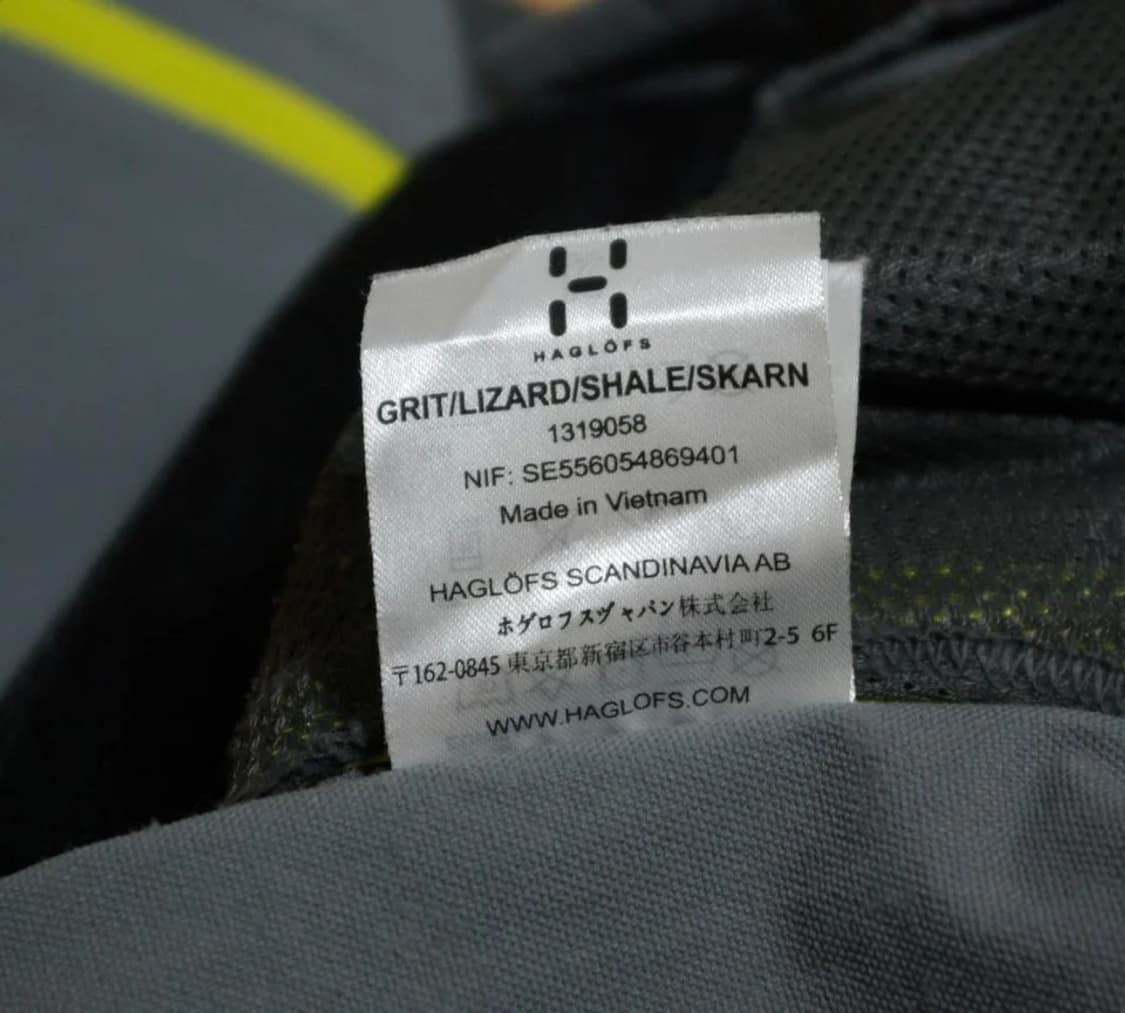 HAGLÖFS
GRIT/LIZARD/SHALE/SKARN
1319058
NIF: SE556054869401
Made in Vietnam
HAGLÖFS SCANDINAVIA AB
ホグロフスヅャパン株式会社
〒162-0845 東京都新宿区市谷本村町2-5 6F
WWW.HAGLOFS.COM